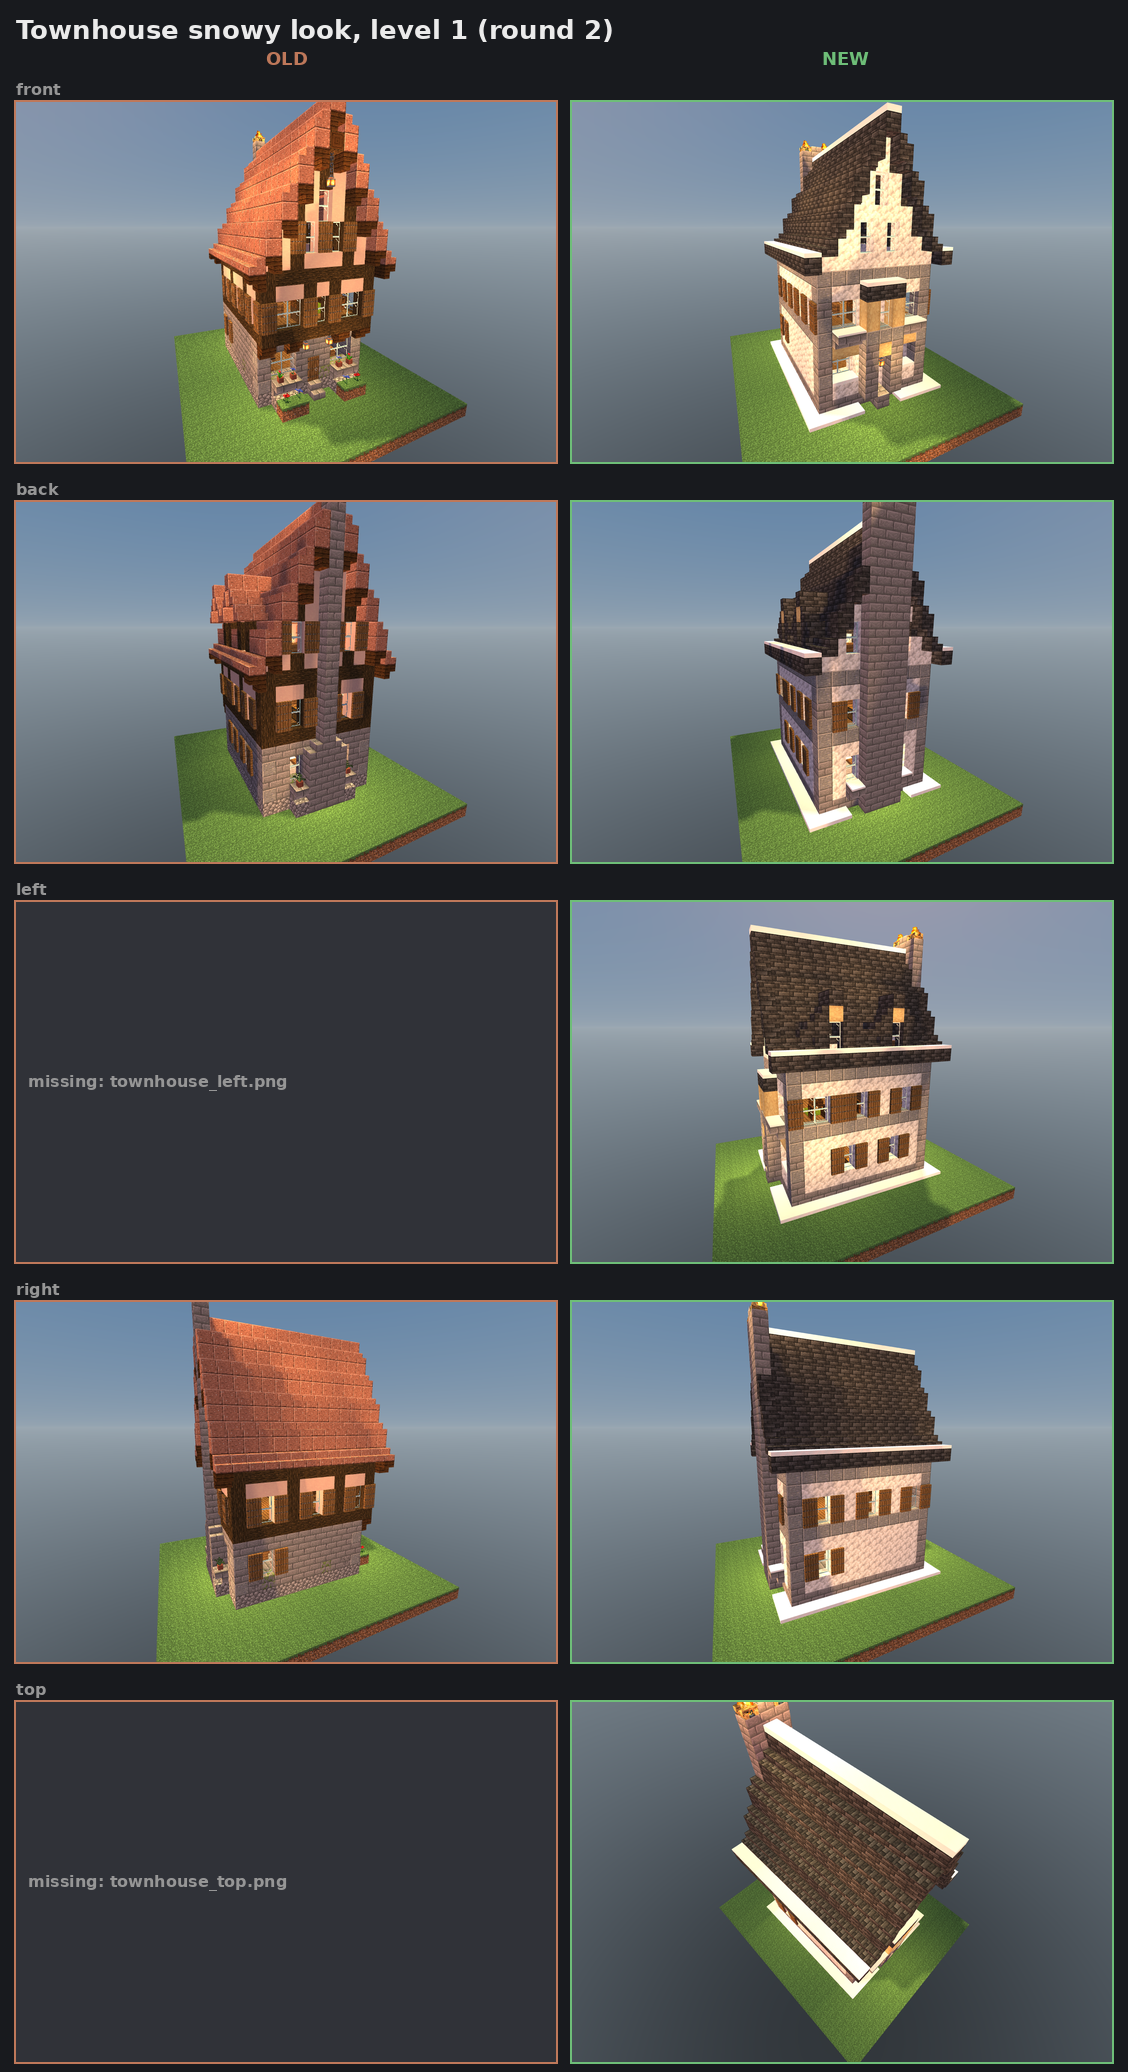 Townhouse snowy look, level 1 (round 2)
OLD NEW
front
back
left
missing: townhouse_left.png
right
top
missing: townhouse_top.png